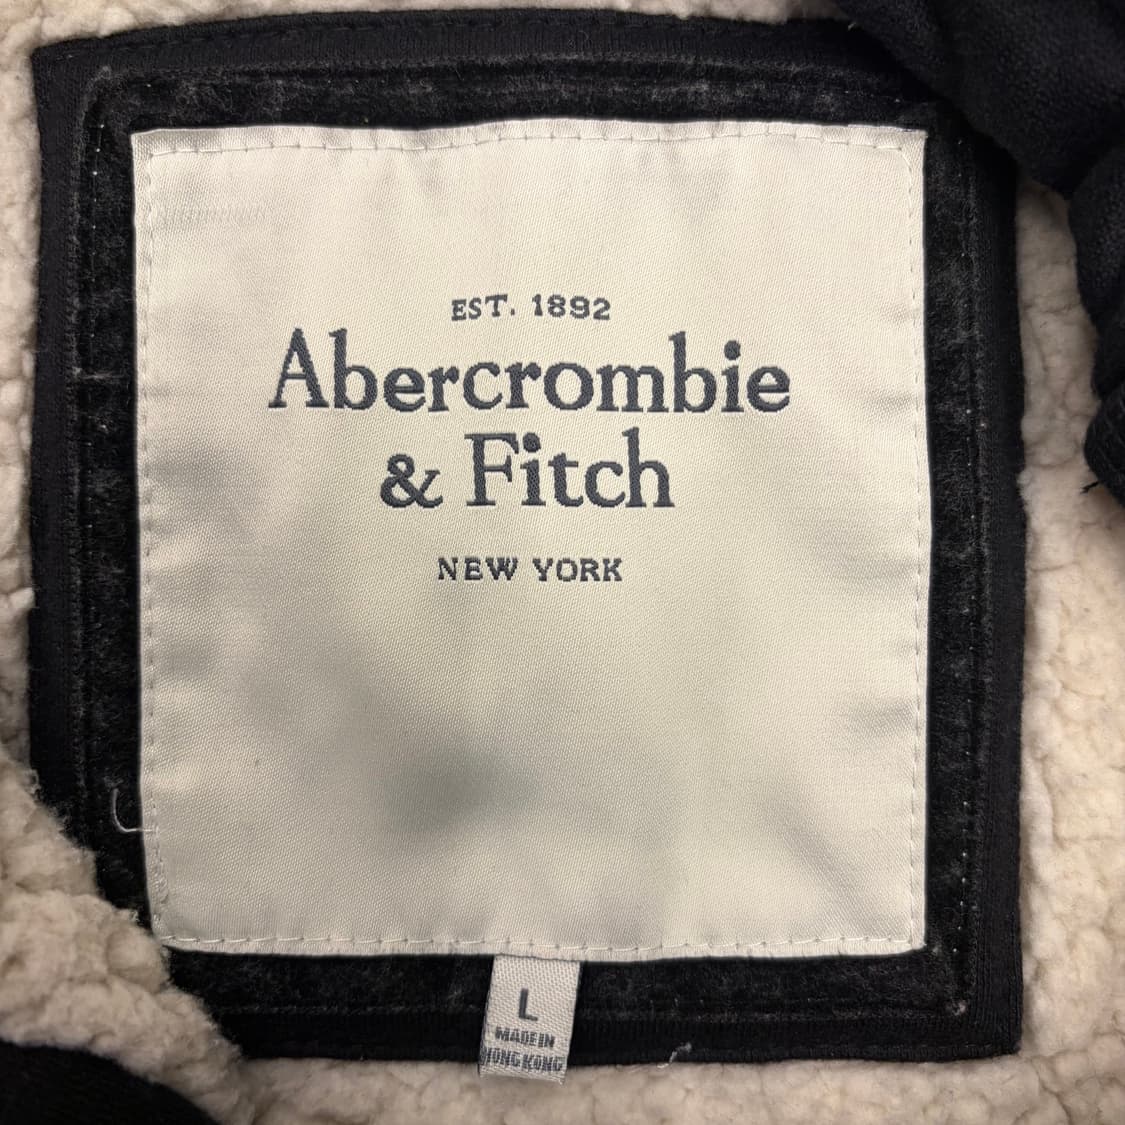 EST. 1892
Abercrombie
& Fitch
NEW YORK
L
MADE IN
HONG KONG